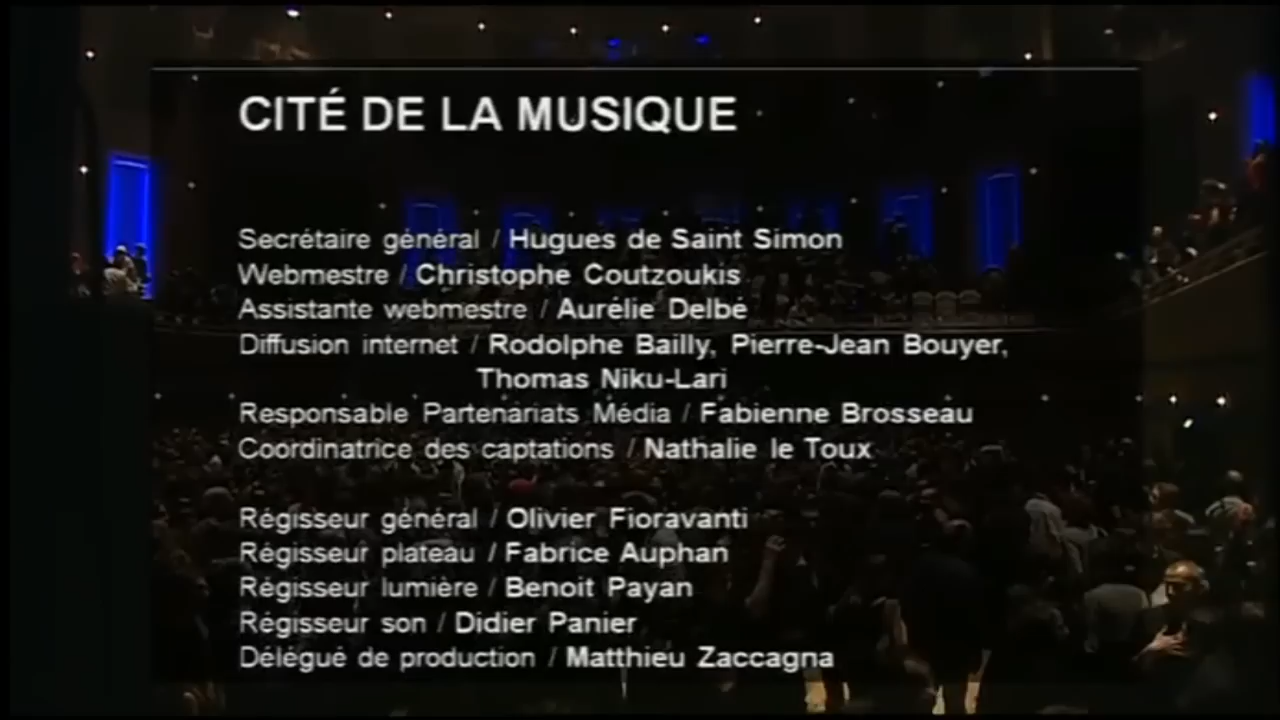 CITÉ DE LA MUSIQUE
Secrétaire général / Hugues de Saint Simon
Webmestre / Christophe Coutzoukis
Assistante webmestre / Aurélie Delbé
Diffusion internet / Rodolphe Bailly, Pierre-Jean Bouyer,
Thomas Niku-Lari
Responsable Partenariats Média / Fabienne Brosseau
Coordinatrice des captations / Nathalie le Toux
Régisseur général / Olivier Fioravanti
Régisseur plateau / Fabrice Auphan
Régisseur lumière / Benoit Payan
Régisseur son / Didier Panier
Délégué de production / Matthieu Zaccagna